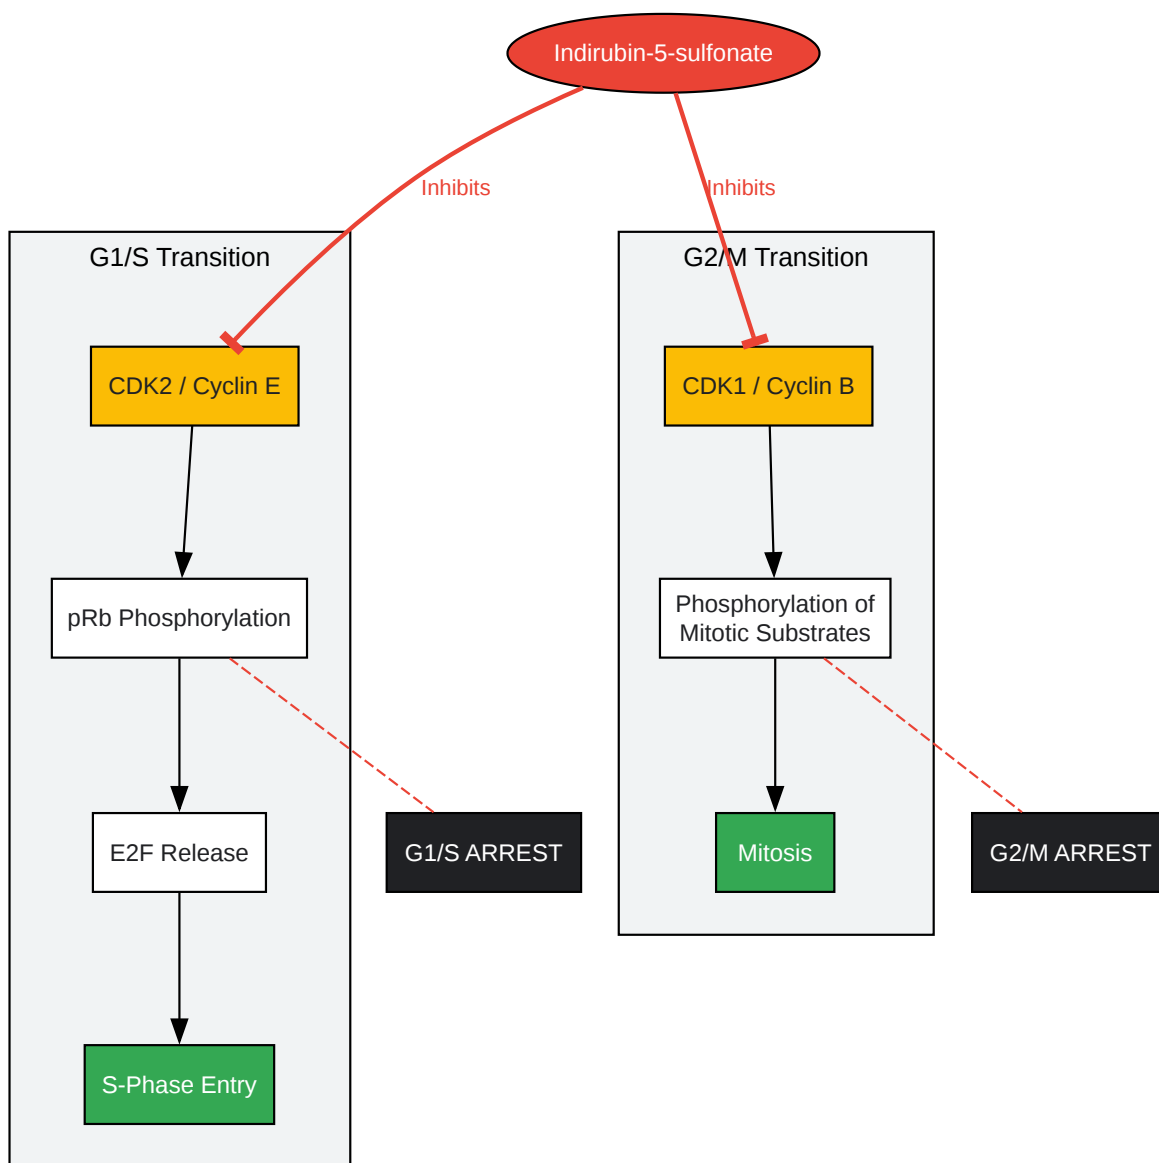 Indirubin-5-sulfonate
Inhibits
Inhibits
G1/S Transition
G2/M Transition
CDK2 / Cyclin E
CDK1 / Cyclin B
pRb Phosphorylation
Phosphorylation of
Mitotic Substrates
E2F Release
G1/S ARREST
Mitosis
G2/M ARREST
S-Phase Entry